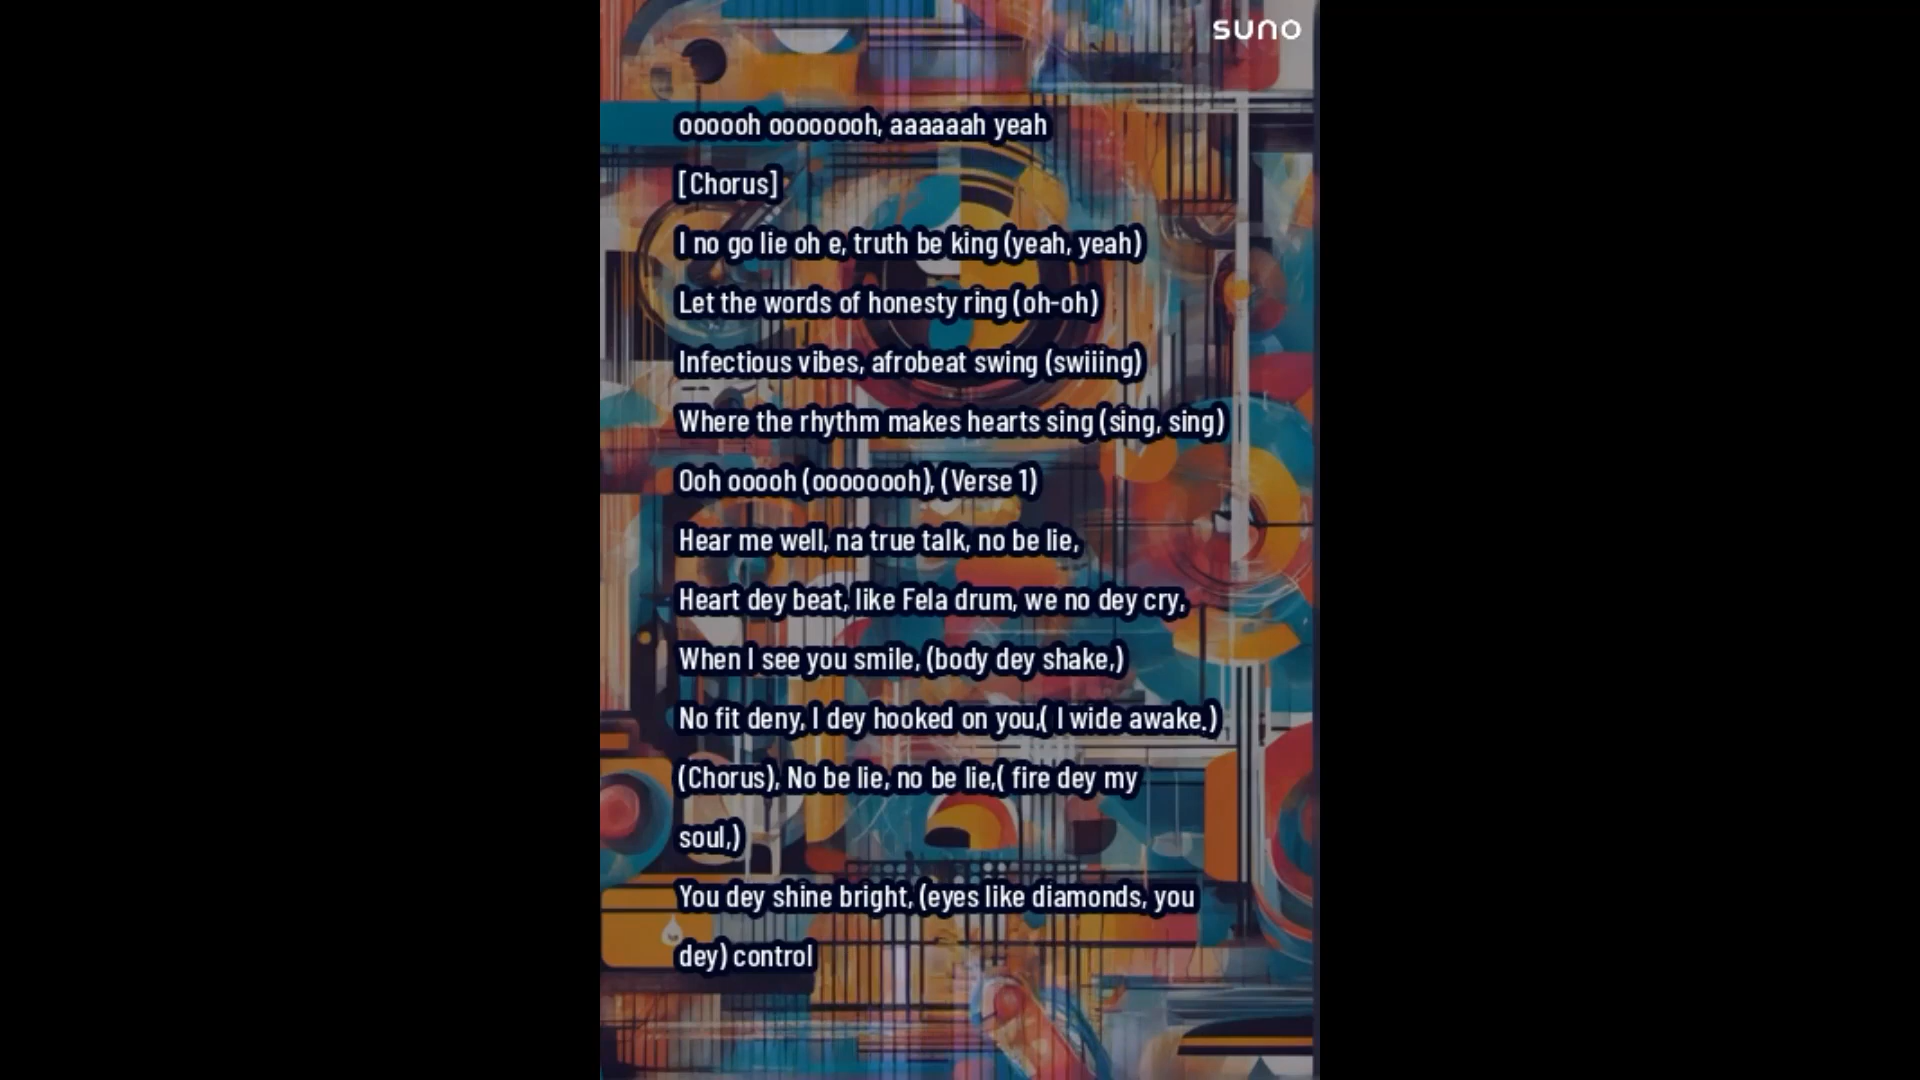 suno
oooooh oooooooh, aaaaaah yeah
[Chorus]
I no go lie oh e, truth be king (yeah, yeah)
Let the words of honesty ring (oh-oh)
Infectious vibes, afrobeat swing (swiiing)
Where the rhythm makes hearts sing (sing, sing)
Ooh ooooh (oooooooh), (Verse 1)
Hear me well, na true talk, no be lie,
Heart dey beat, like Fela drum, we no dey cry,
When I see you smile, (body dey shake,)
No fit deny, I dey hooked on you,( I wide awake.)
(Chorus), No be lie, no be lie,( fire dey my
soul,)
You dey shine bright, (eyes like diamonds, you
dey) control